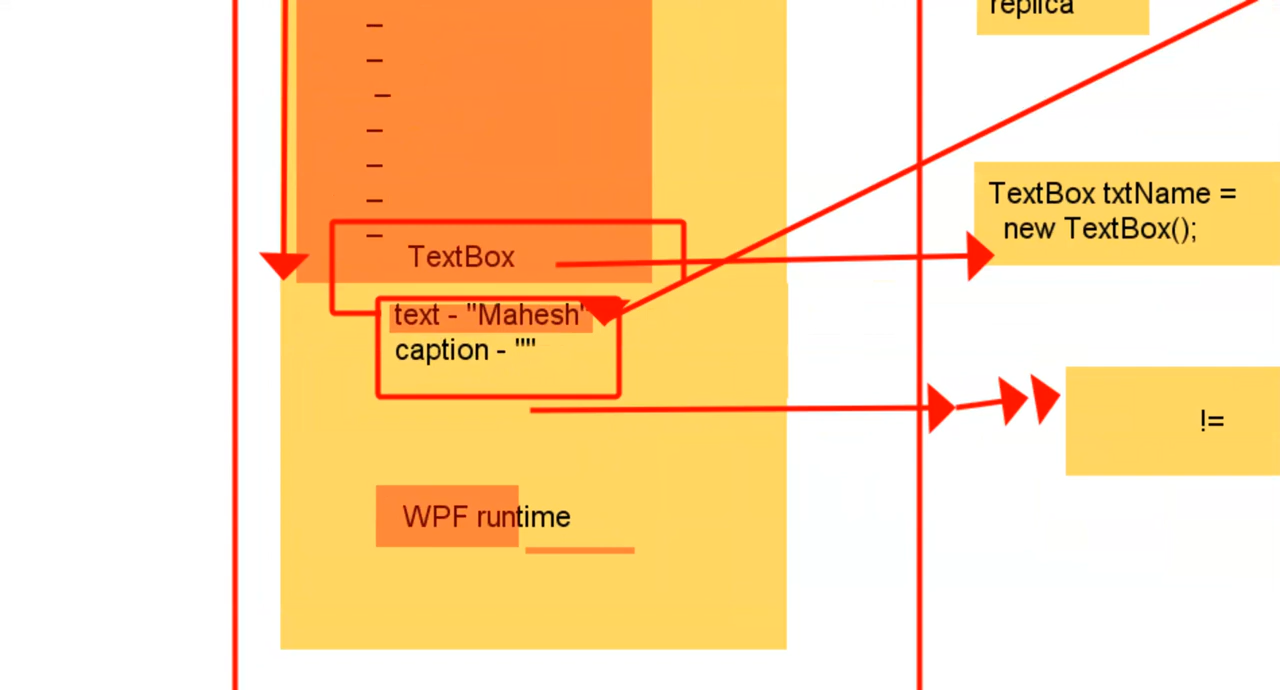 replica
TextBox txtName =
new TextBox();
TextBox
text - "Mahesh"
caption - ""
!=
WPF runtime